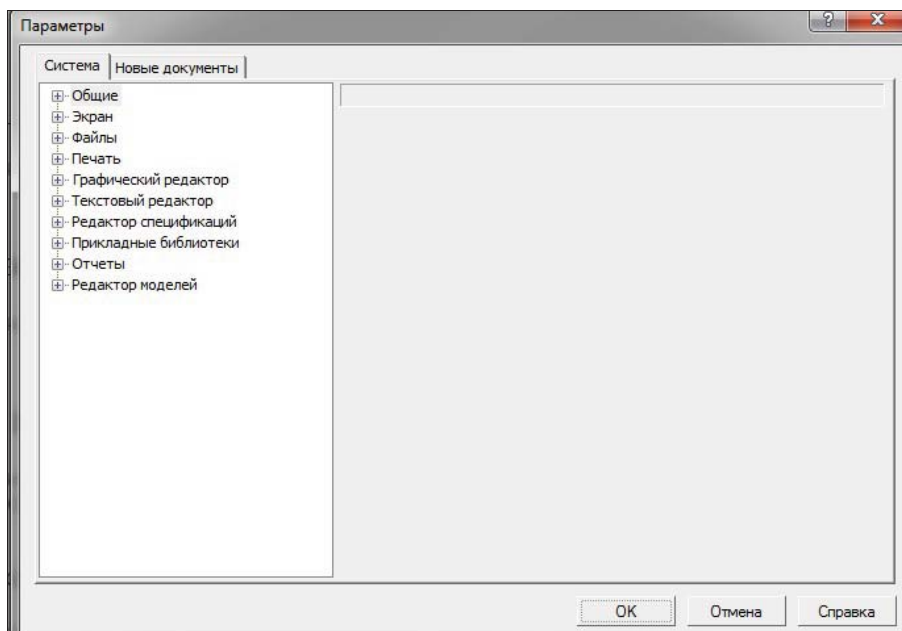 Параметры
Система
Новые документы
Общие
Экран
Файлы
Печать
Графический редактор
Текстовый редактор
Редактор спецификаций
Прикладные библиотеки
Отчеты
Редактор моделей
OK
Отмена
Справка